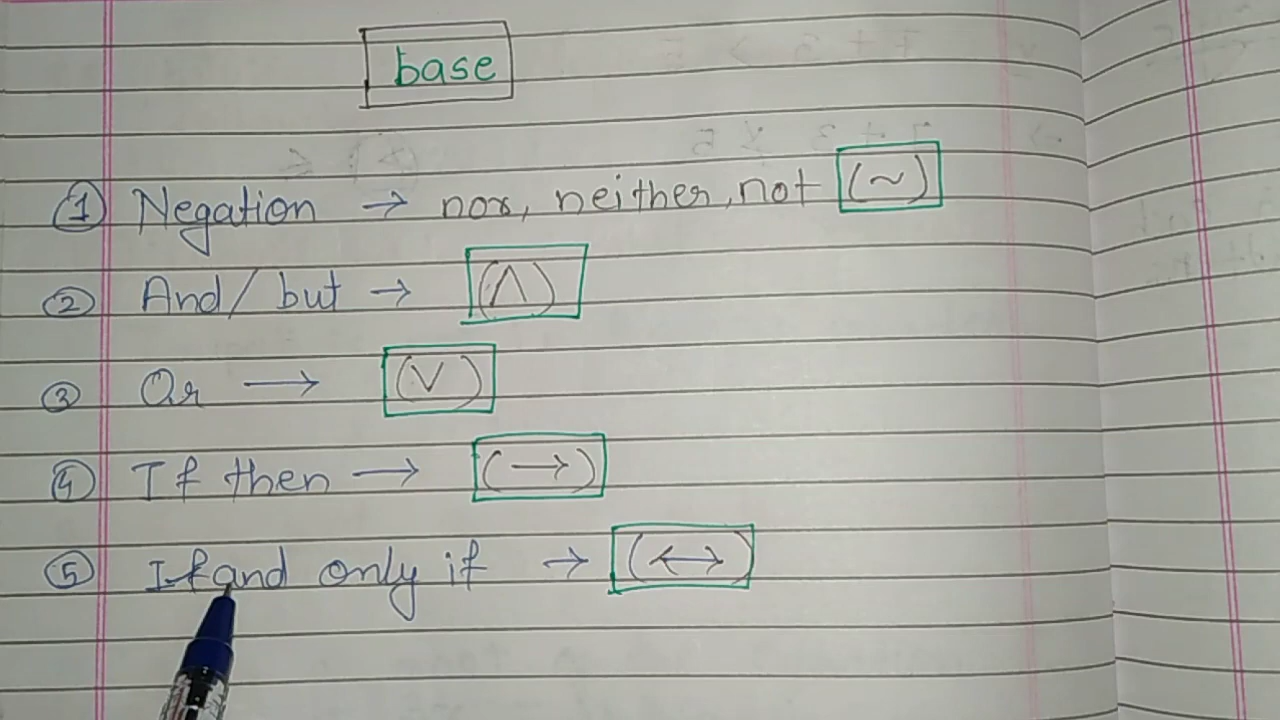 base
① Negation → nor, neither, not (~)
② And/ but → (∧)
③ Or → (∨)
④ If then → (→)
⑤ If and only if → (↔)